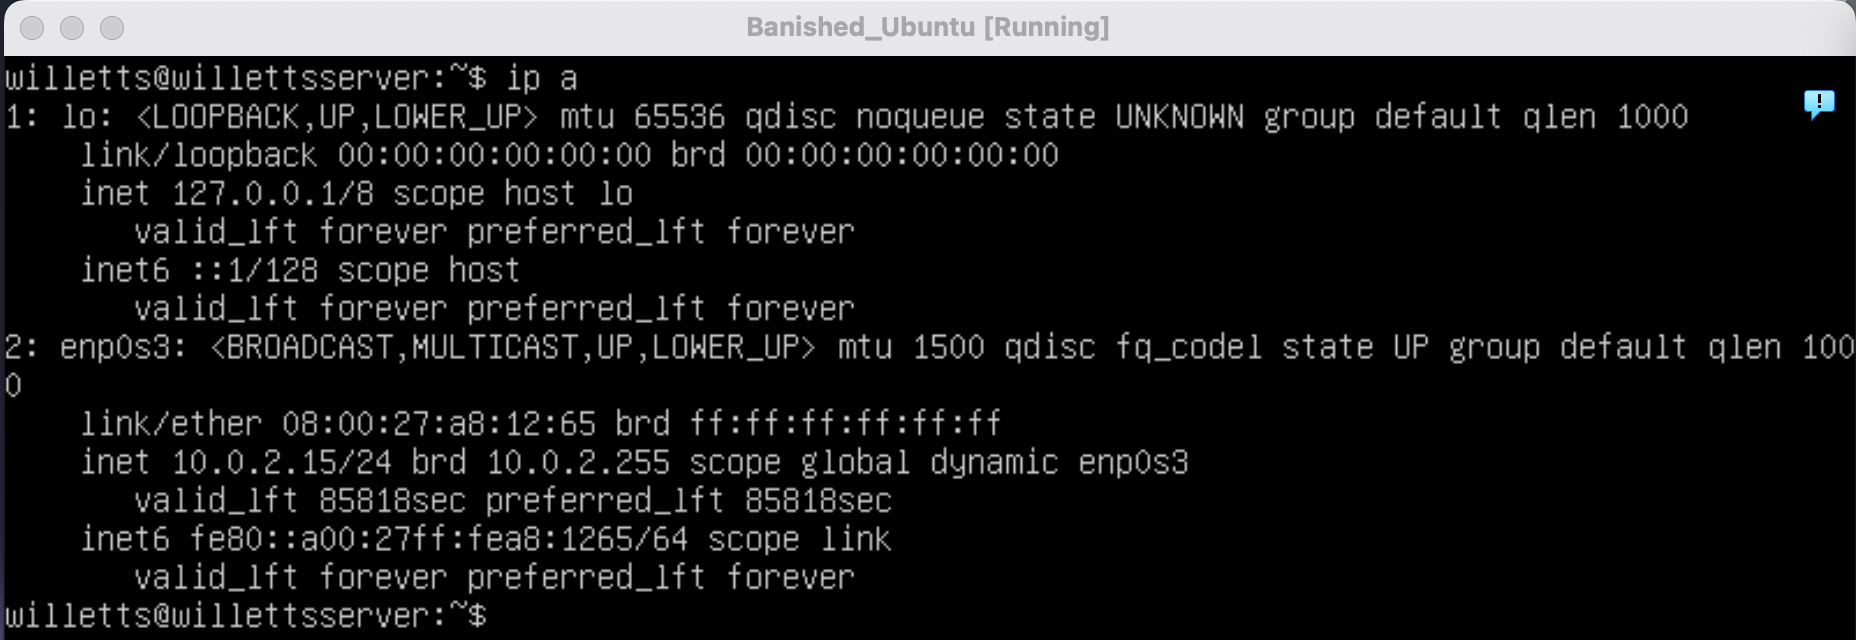 Banished_Ubuntu [Running]
willetts@willettsserver:~$ ip a
1: lo: <LOOPBACK,UP,LOWER_UP> mtu 65536 qdisc noqueue state UNKNOWN group default qlen 1000
    link/loopback 00:00:00:00:00:00 brd 00:00:00:00:00:00
    inet 127.0.0.1/8 scope host lo
       valid_lft forever preferred_lft forever
    inet6 ::1/128 scope host
       valid_lft forever preferred_lft forever
2: enp0s3: <BROADCAST,MULTICAST,UP,LOWER_UP> mtu 1500 qdisc fq_codel state UP group default qlen 100
0
    link/ether 08:00:27:a8:12:65 brd ff:ff:ff:ff:ff:ff
    inet 10.0.2.15/24 brd 10.0.2.255 scope global dynamic enp0s3
       valid_lft 85818sec preferred_lft 85818sec
    inet6 fe80::a00:27ff:fea8:1265/64 scope link
       valid_lft forever preferred_lft forever
willetts@willettsserver:~$